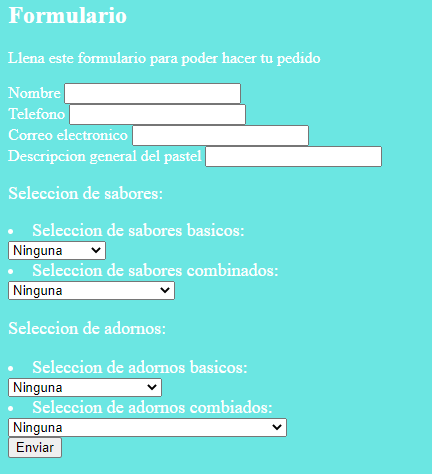 Formulario
Llena este formulario para poder hacer tu pedido
Nombre
Telefono
Correo electronico
Descripcion general del pastel
Seleccion de sabores:
• Seleccion de sabores basicos:
Ninguna
• Seleccion de sabores combinados:
Ninguna
Seleccion de adornos:
• Seleccion de adornos basicos:
Ninguna
• Seleccion de adornos combiados:
Ninguna
Enviar